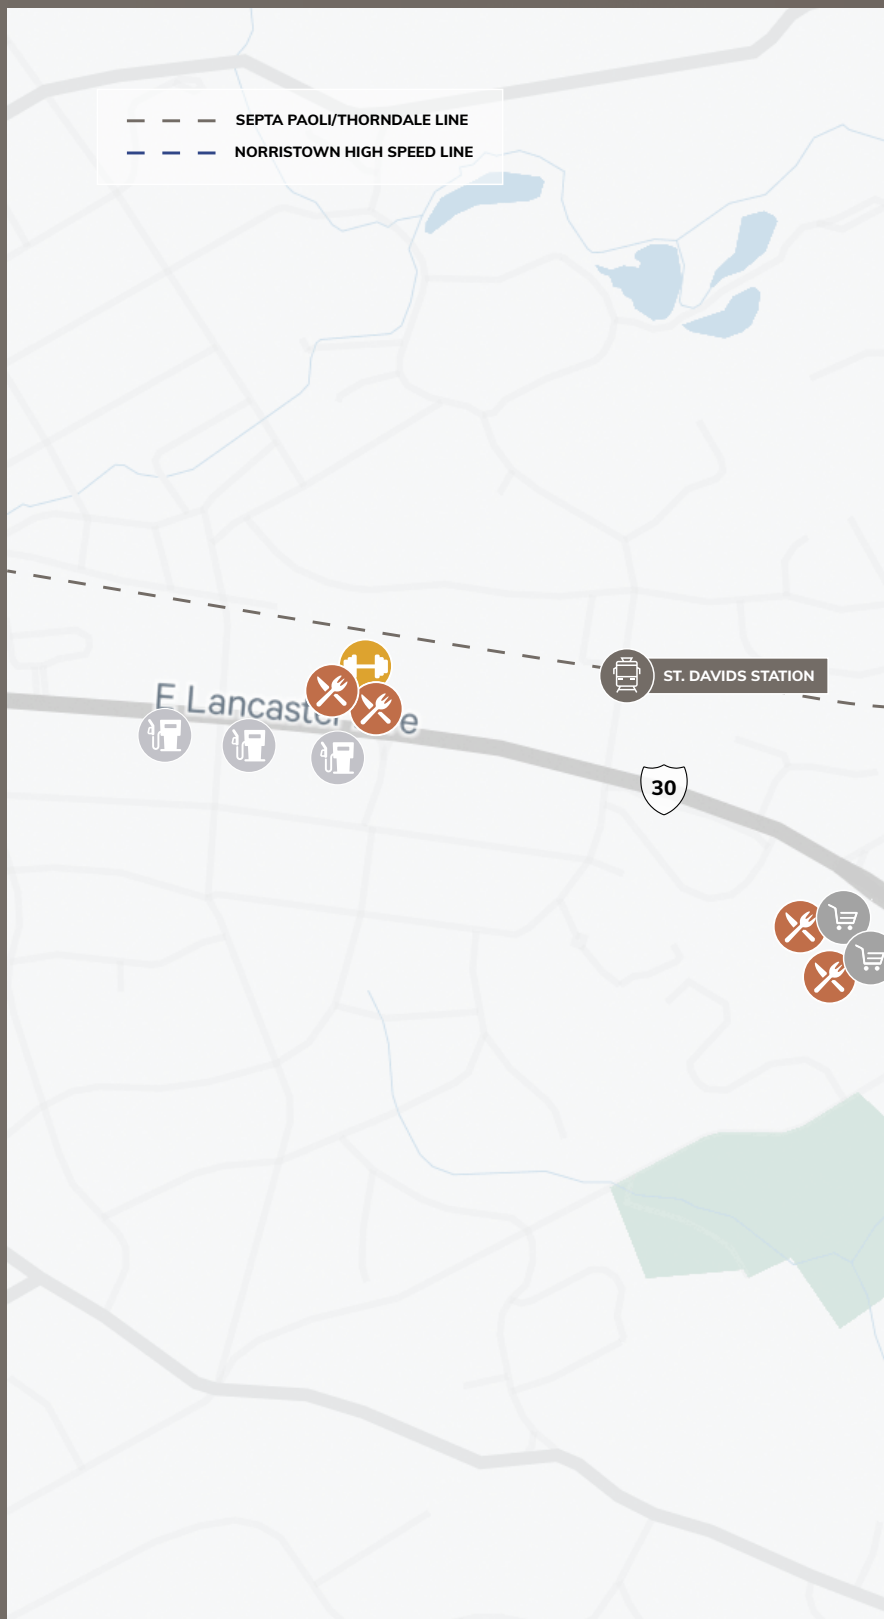 SEPTA PAOLI/THORNDALE LINE
NORRISTOWN HIGH SPEED LINE
ST. DAVIDS STATION
E Lancaster
30